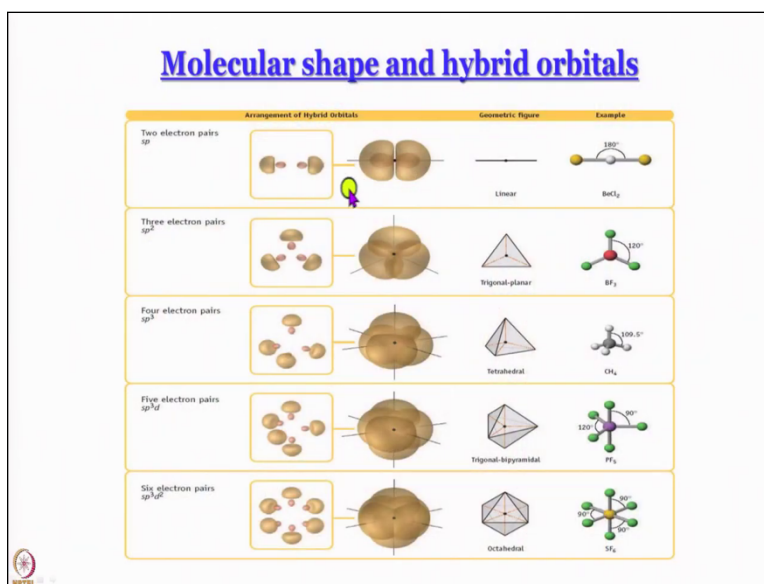 Molecular shape and hybrid orbitals
Arrangement of Hybrid Orbitals Geometric figure Example
Two electron pairs
sp
180°
Linear
BeCl₂
Three electron pairs
sp²
120°
Trigonal-planar
BF₃
Four electron pairs
sp³
109.5°
Tetrahedral
CH₄
Five electron pairs
sp³d
90°
120°
Trigonal-bipyramidal
PF₅
Six electron pairs
sp³d²
90°
90°
90°
Octahedral
SF₆
NPTEL